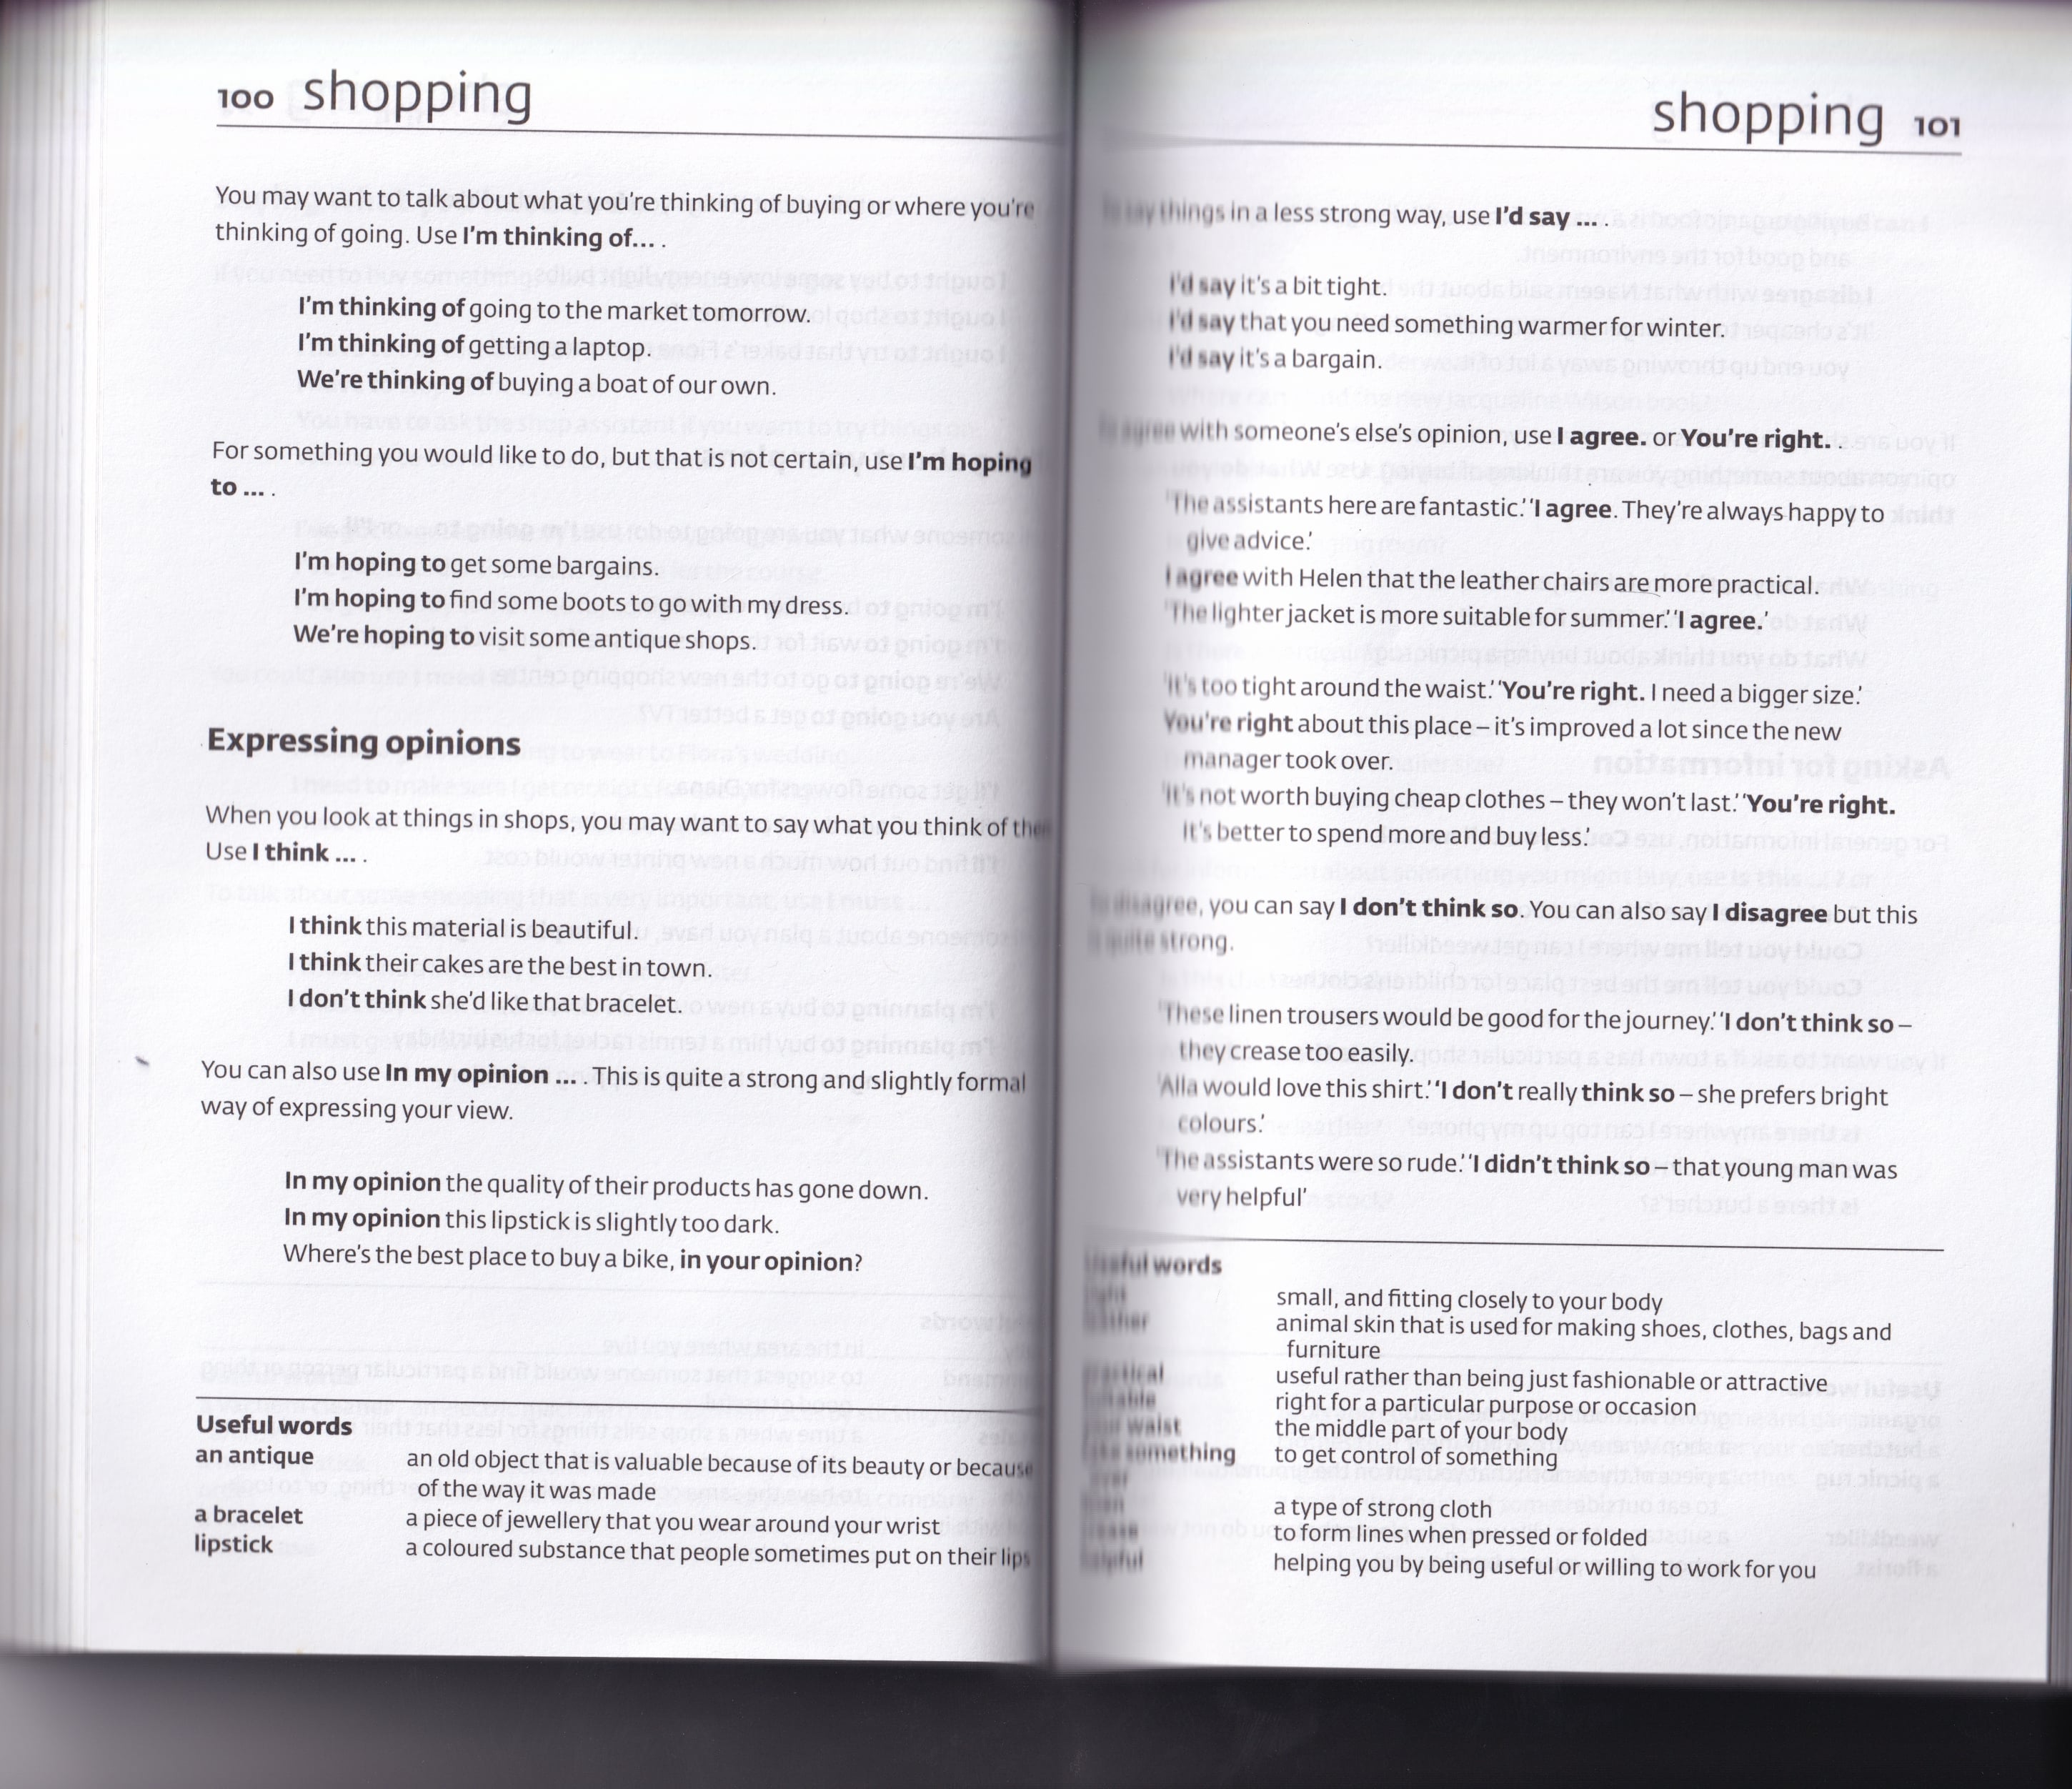 100 shopping
You may want to talk about what you're thinking of buying or where you're
thinking of going. Use I'm thinking of... .
I'm thinking of going to the market tomorrow.
I'm thinking of getting a laptop.
We're thinking of buying a boat of our own.
For something you would like to do, but that is not certain, use I'm hoping
to ... .
I'm hoping to get some bargains.
I'm hoping to find some boots to go with my dress.
We're hoping to visit some antique shops.
Expressing opinions
When you look at things in shops, you may want to say what you think of
Use I think ... .
I think this material is beautiful.
I think their cakes are the best in town.
I don't think she'd like that bracelet.
You can also use In my opinion ... . This is quite a strong and slightly formal
way of expressing your view.
In my opinion the quality of their products has gone down.
In my opinion this lipstick is slightly too dark.
Where's the best place to buy a bike, in your opinion?
Useful words
an antique an old object that is valuable because of its beauty or because
of the way it was made
a bracelet a piece of jewellery that you wear around your wrist
lipstick a coloured substance that people sometimes put on their lips
shopping 101
say things in a less strong way, use I'd say ... .
I'd say it's a bit tight.
I'd say that you need something warmer for winter.
I'd say it's a bargain.
agree with someone's else's opinion, use I agree. or You're right. .
'The assistants here are fantastic.' 'I agree. They're always happy to
give advice.'
I agree with Helen that the leather chairs are more practical.
'The lighter jacket is more suitable for summer.' 'I agree.'
'It's too tight around the waist.' 'You're right. I need a bigger size.'
You're right about this place – it's improved a lot since the new
manager took over.
'It's not worth buying cheap clothes – they won't last.' 'You're right.
It's better to spend more and buy less.'
disagree, you can say I don't think so. You can also say I disagree but this
quite strong.
'These linen trousers would be good for the journey.' 'I don't think so –
they crease too easily.
'Alla would love this shirt.' 'I don't really think so – she prefers bright
colours.'
'The assistants were so rude.' 'I didn't think so – that young man was
very helpful'
Useful words
small, and fitting closely to your body
animal skin that is used for making shoes, clothes, bags and
furniture
practical useful rather than being just fashionable or attractive
right for a particular purpose or occasion
waist the middle part of your body
something to get control of something
a type of strong cloth
to form lines when pressed or folded
helpful helping you by being useful or willing to work for you